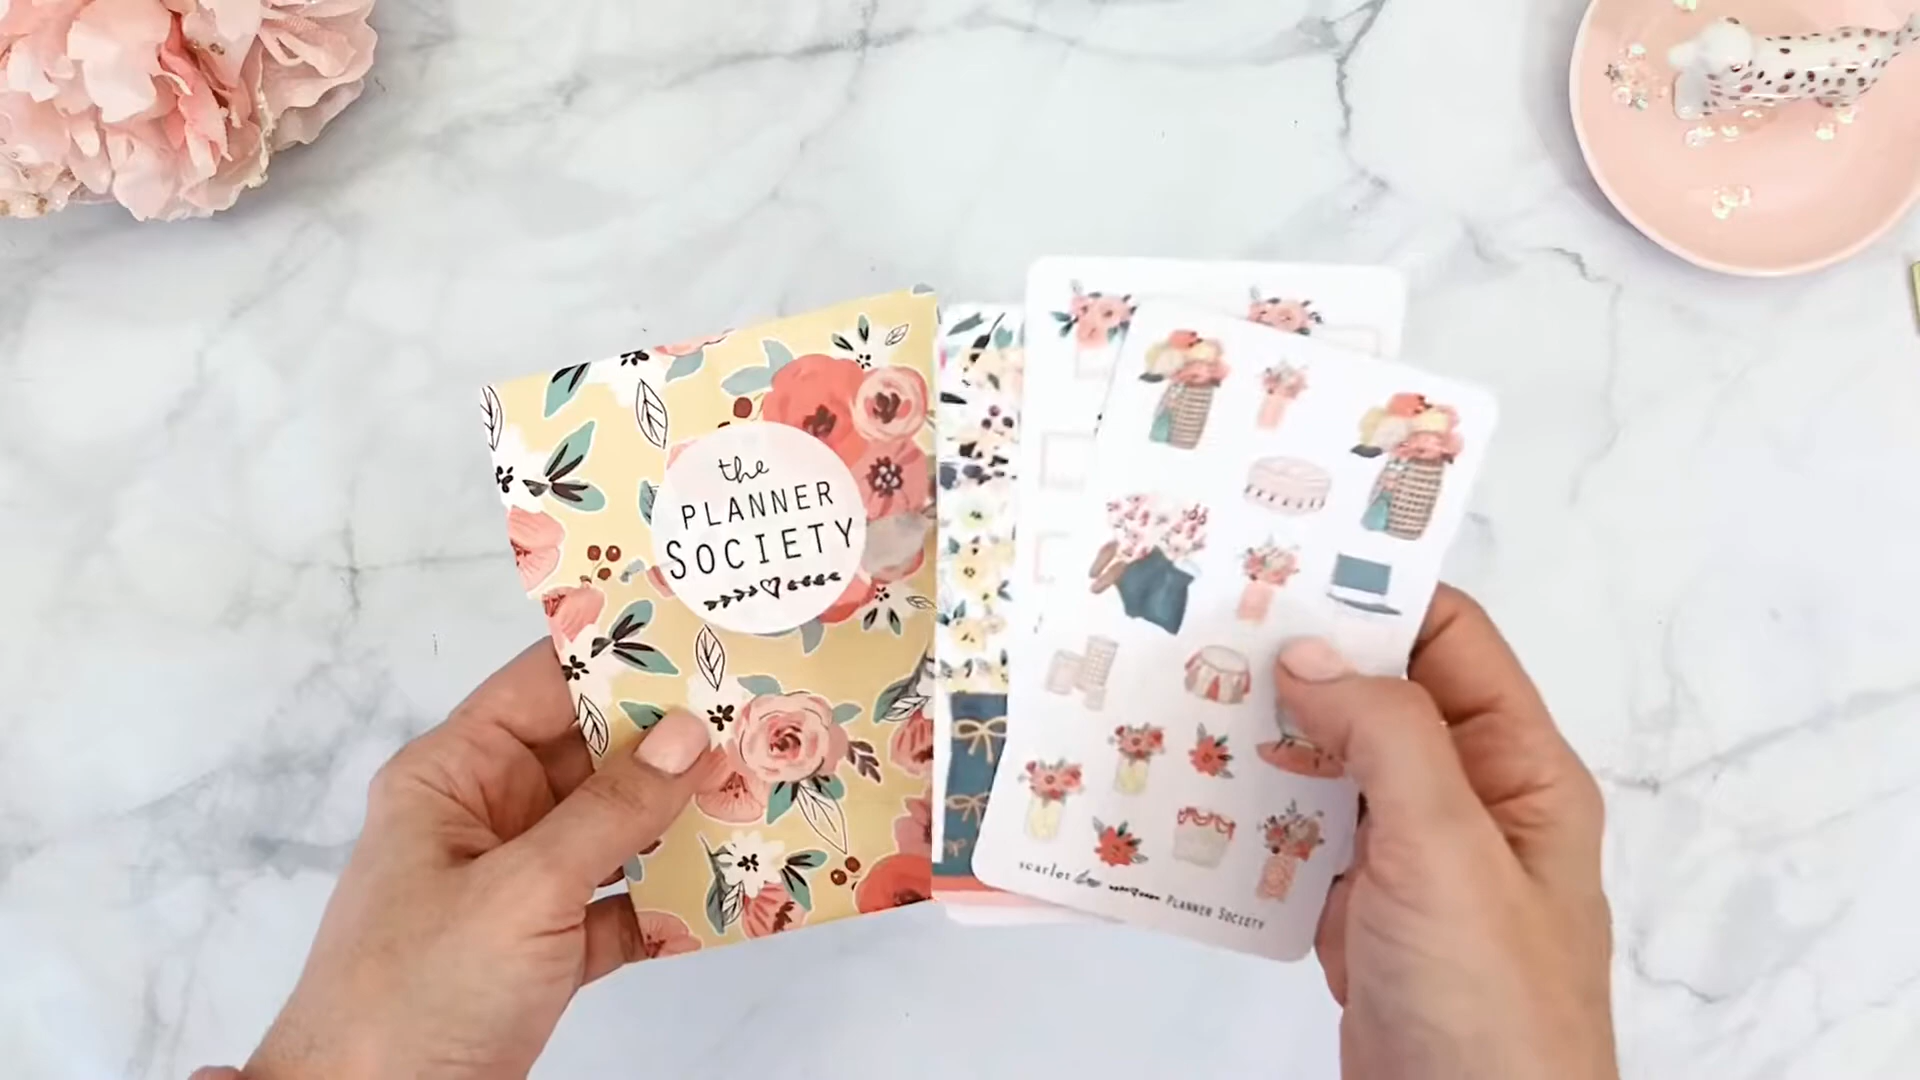 the
PLANNER
SOCIETY
scarlet
PLANNER SOCIETY